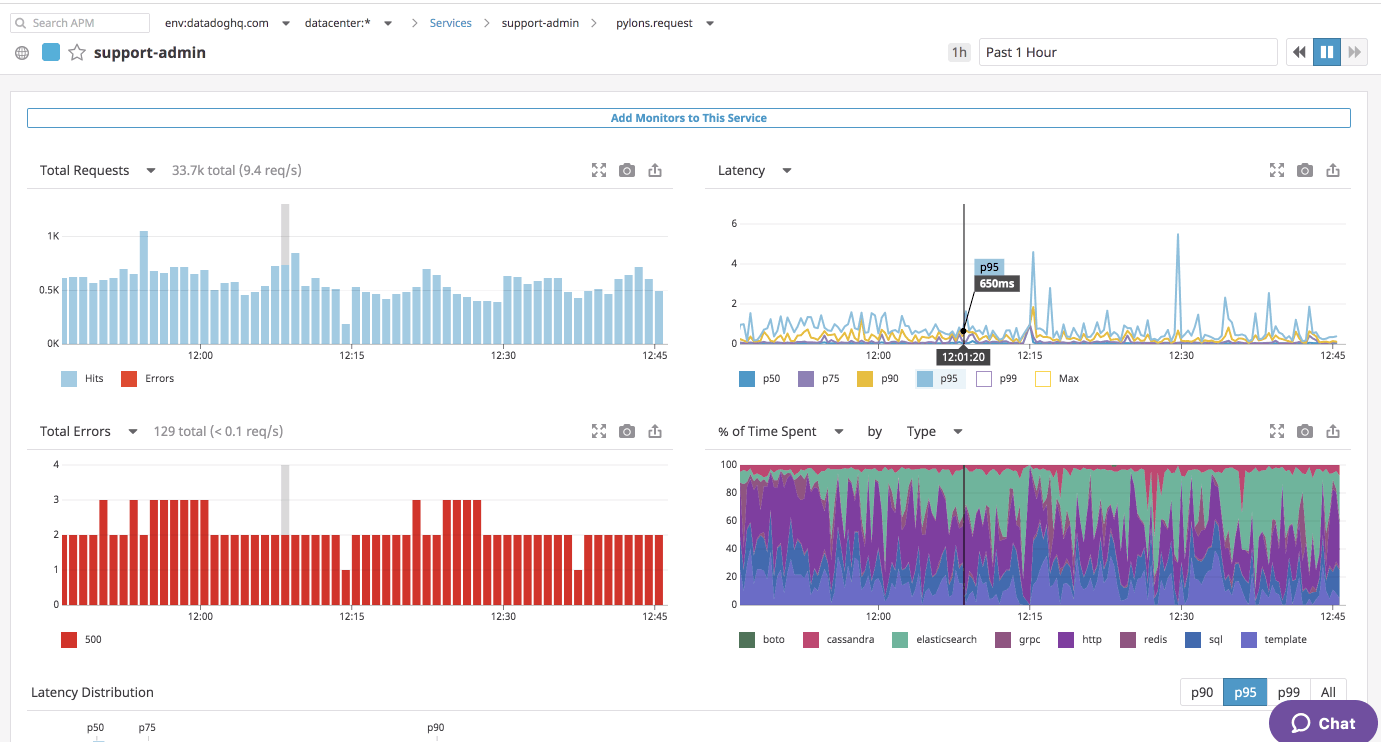 Search APM env:datadoghq.com datacenter:* > Services > support-admin > pylons.request
support-admin 1h Past 1 Hour
Add Monitors to This Service
Total Requests 33.7k total (9.4 req/s)
1K
0.5K
0K
12:00 12:15 12:30 12:45
Hits Errors
Latency
6
4
2
0
p95
650ms
12:00 12:15 12:30 12:45
12:01:20
p50 p75 p90 p95 p99 Max
Total Errors 129 total (< 0.1 req/s)
4
3
2
1
0
12:00 12:15 12:30 12:45
500
% of Time Spent by Type
100
80
60
40
20
0
12:00 12:15 12:30 12:45
boto cassandra elasticsearch grpc http redis sql template
Latency Distribution p90 p95 p99 All
p50 p75 p90
Chat